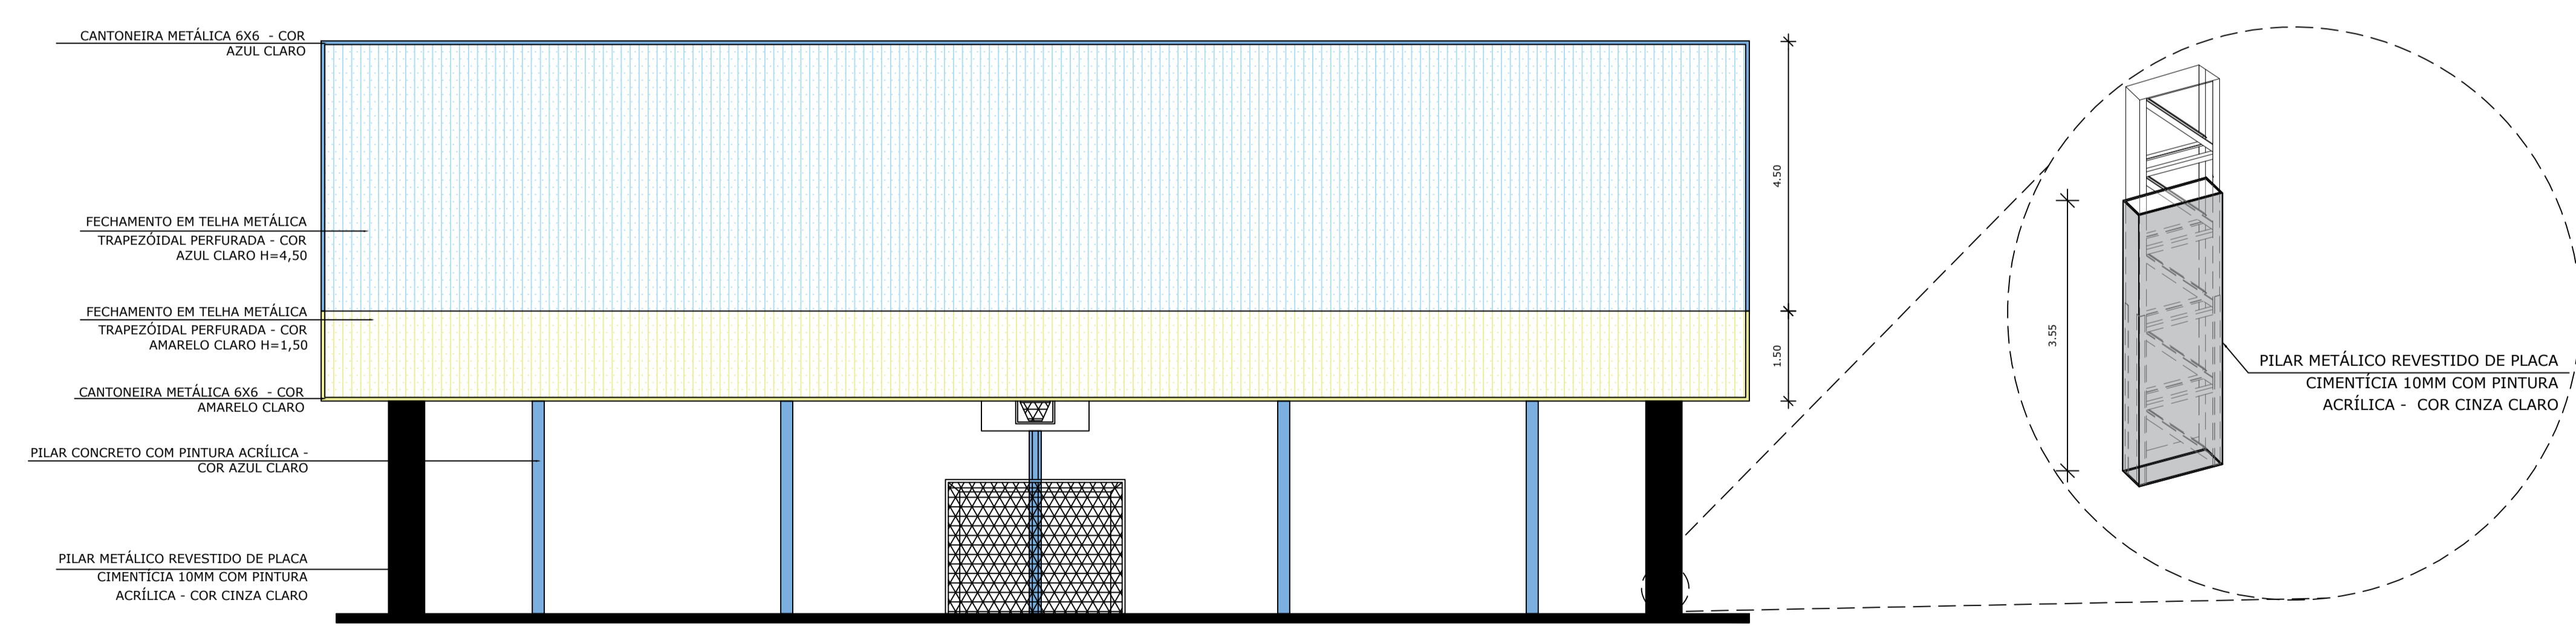 CANTONEIRA METÁLICA 6X6 - COR
AZUL CLARO
FECHAMENTO EM TELHA METÁLICA
TRAPEZÓIDAL PERFURADA - COR
AZUL CLARO H=4,50
FECHAMENTO EM TELHA METÁLICA
TRAPEZÓIDAL PERFURADA - COR
AMARELO CLARO H=1,50
CANTONEIRA METÁLICA 6X6 - COR
AMARELO CLARO
PILAR CONCRETO COM PINTURA ACRÍLICA -
COR AZUL CLARO
PILAR METÁLICO REVESTIDO DE PLACA
CIMENTÍCIA 10MM COM PINTURA
ACRÍLICA - COR CINZA CLARO
4.50
1.50
3.55
PILAR METÁLICO REVESTIDO DE PLACA
CIMENTÍCIA 10MM COM PINTURA
ACRÍLICA - COR CINZA CLARO